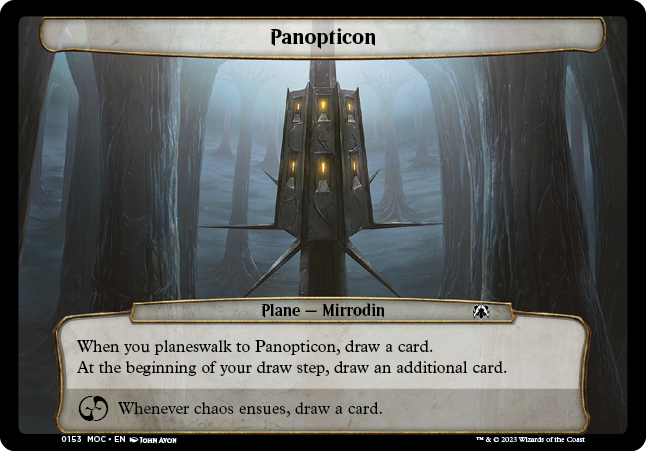 Panopticon
Plane — Mirrodin
When you planeswalk to Panopticon, draw a card.
At the beginning of your draw step, draw an additional card.
Whenever chaos ensues, draw a card.
0153 MOC • EN John Avon
™ & © 2023 Wizards of the Coast